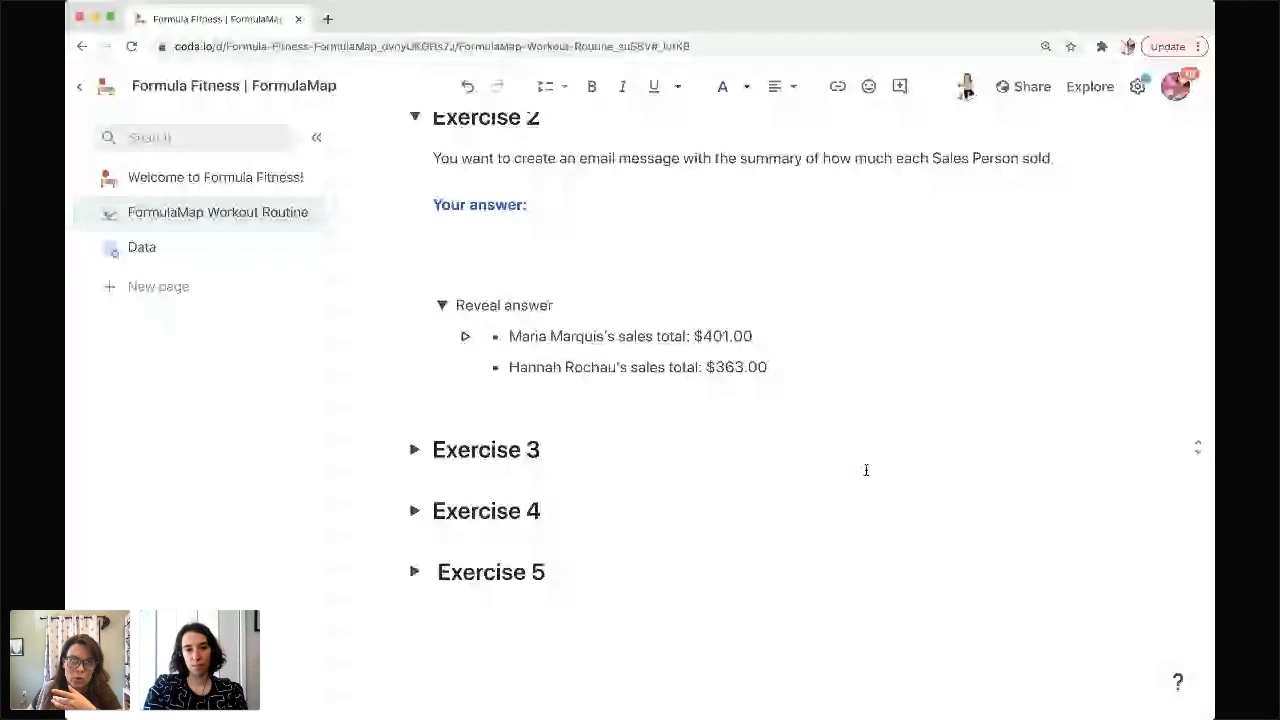 Formula Fitness | FormulaMap
Update
Formula Fitness | FormulaMap
B I U A Share Explore
Search
Welcome to Formula Fitness!
FormulaMap Workout Routine
Data
New page
Exercise 2
You want to create an email message with the summary of how much each Sales Person sold.
Your answer:
Reveal answer
Maria Marquis's sales total: $401.00
Hannah Rochau's sales total: $363.00
Exercise 3
Exercise 4
Exercise 5
?